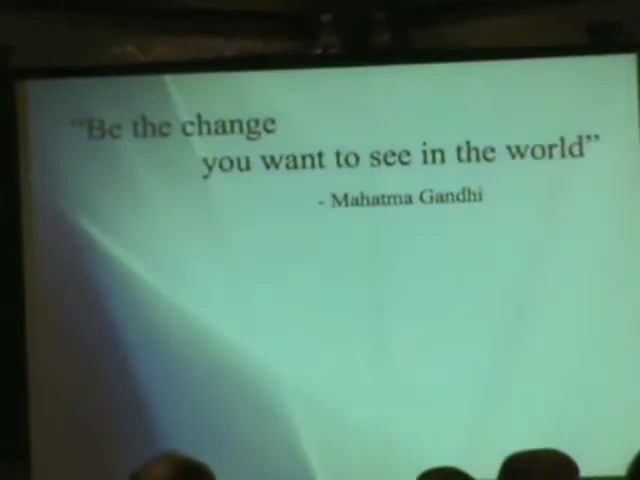 “Be the change
you want to see in the world”
- Mahatma Gandhi